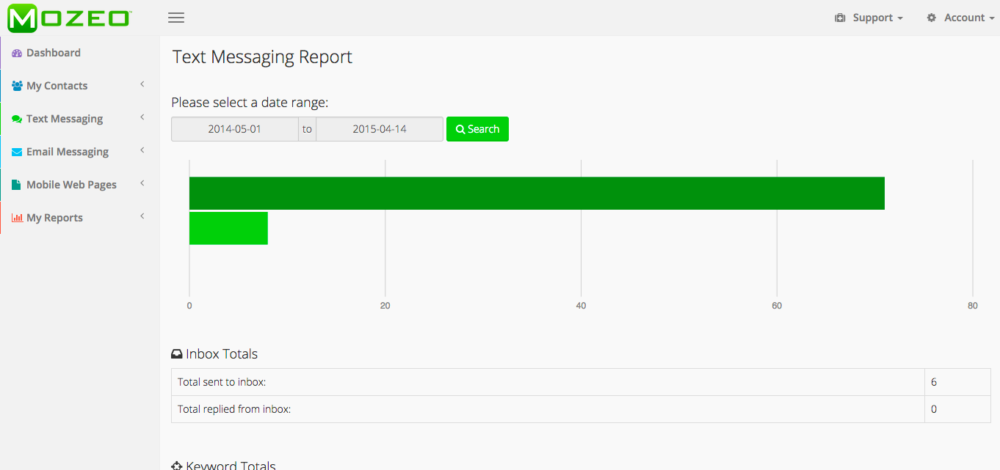 MOZEO™
Support
Account
Dashboard
My Contacts
Text Messaging
Email Messaging
Mobile Web Pages
My Reports
Text Messaging Report
Please select a date range:
2014-05-01 to 2015-04-14 Search
0 20 40 60 80
Inbox Totals
Total sent to inbox: 6
Total replied from inbox: 0
Keyword Totals